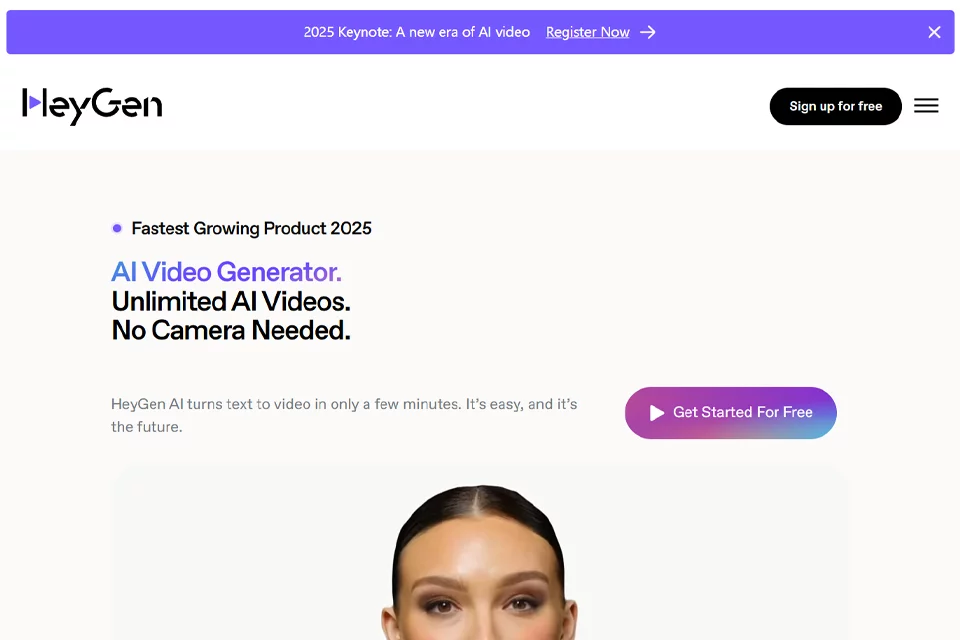 2025 Keynote: A new era of AI video Register Now
HeyGen
Sign up for free
Fastest Growing Product 2025
AI Video Generator.
Unlimited AI Videos.
No Camera Needed.
HeyGen AI turns text to video in only a few minutes. It’s easy, and it’s
the future.
Get Started For Free